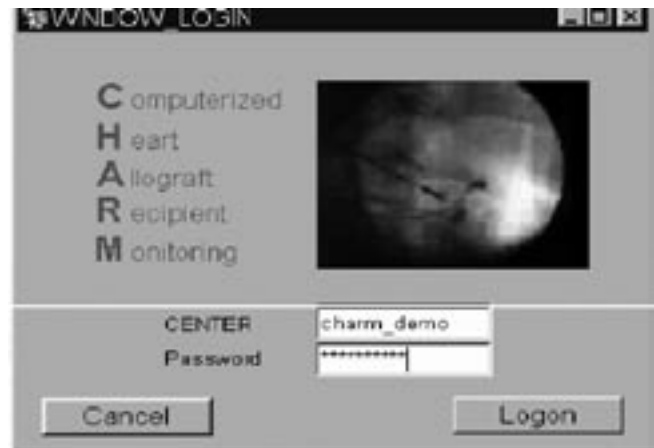 WNDOW_LOGIN
Computerized
Heart
Allograft
Recipient
Monitoring
CENTER charm_demo
Password **********
Cancel Logon